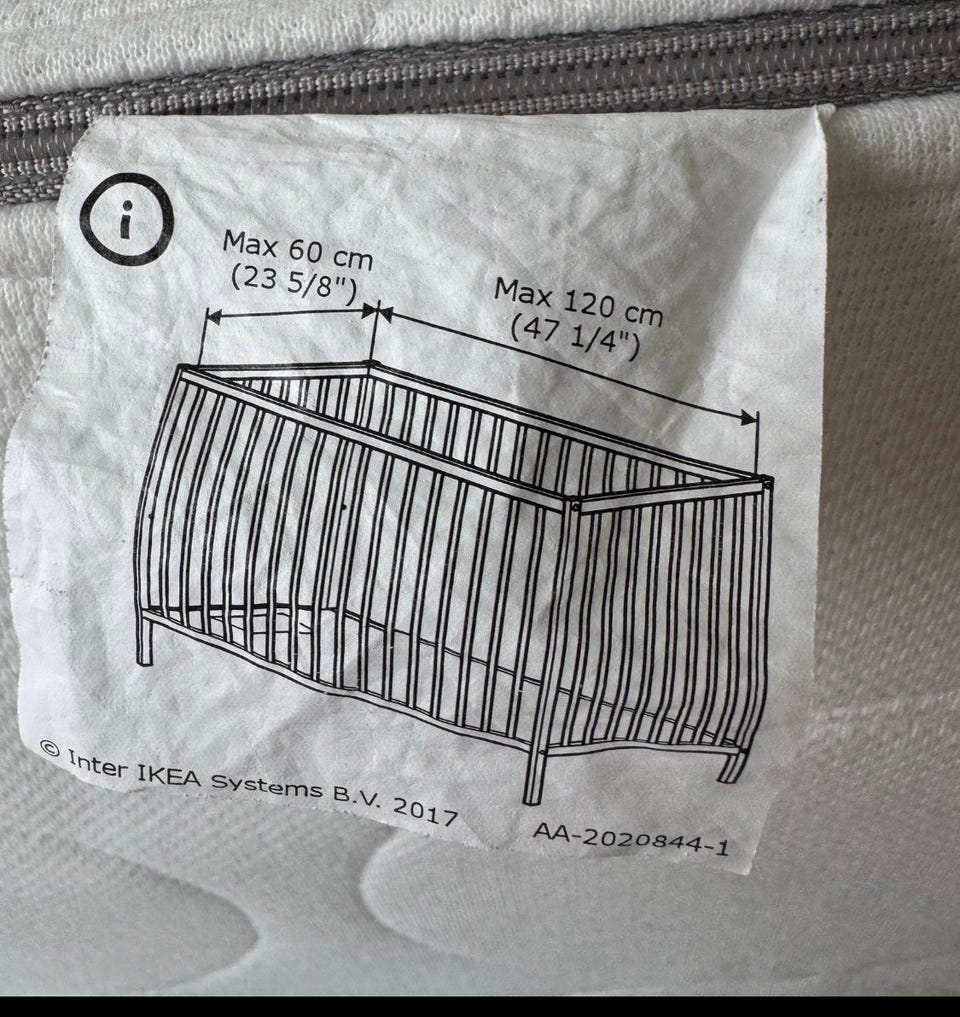 i
Max 60 cm
(23 5/8")
Max 120 cm
(47 1/4")
© Inter IKEA Systems B.V. 2017
AA-2020844-1